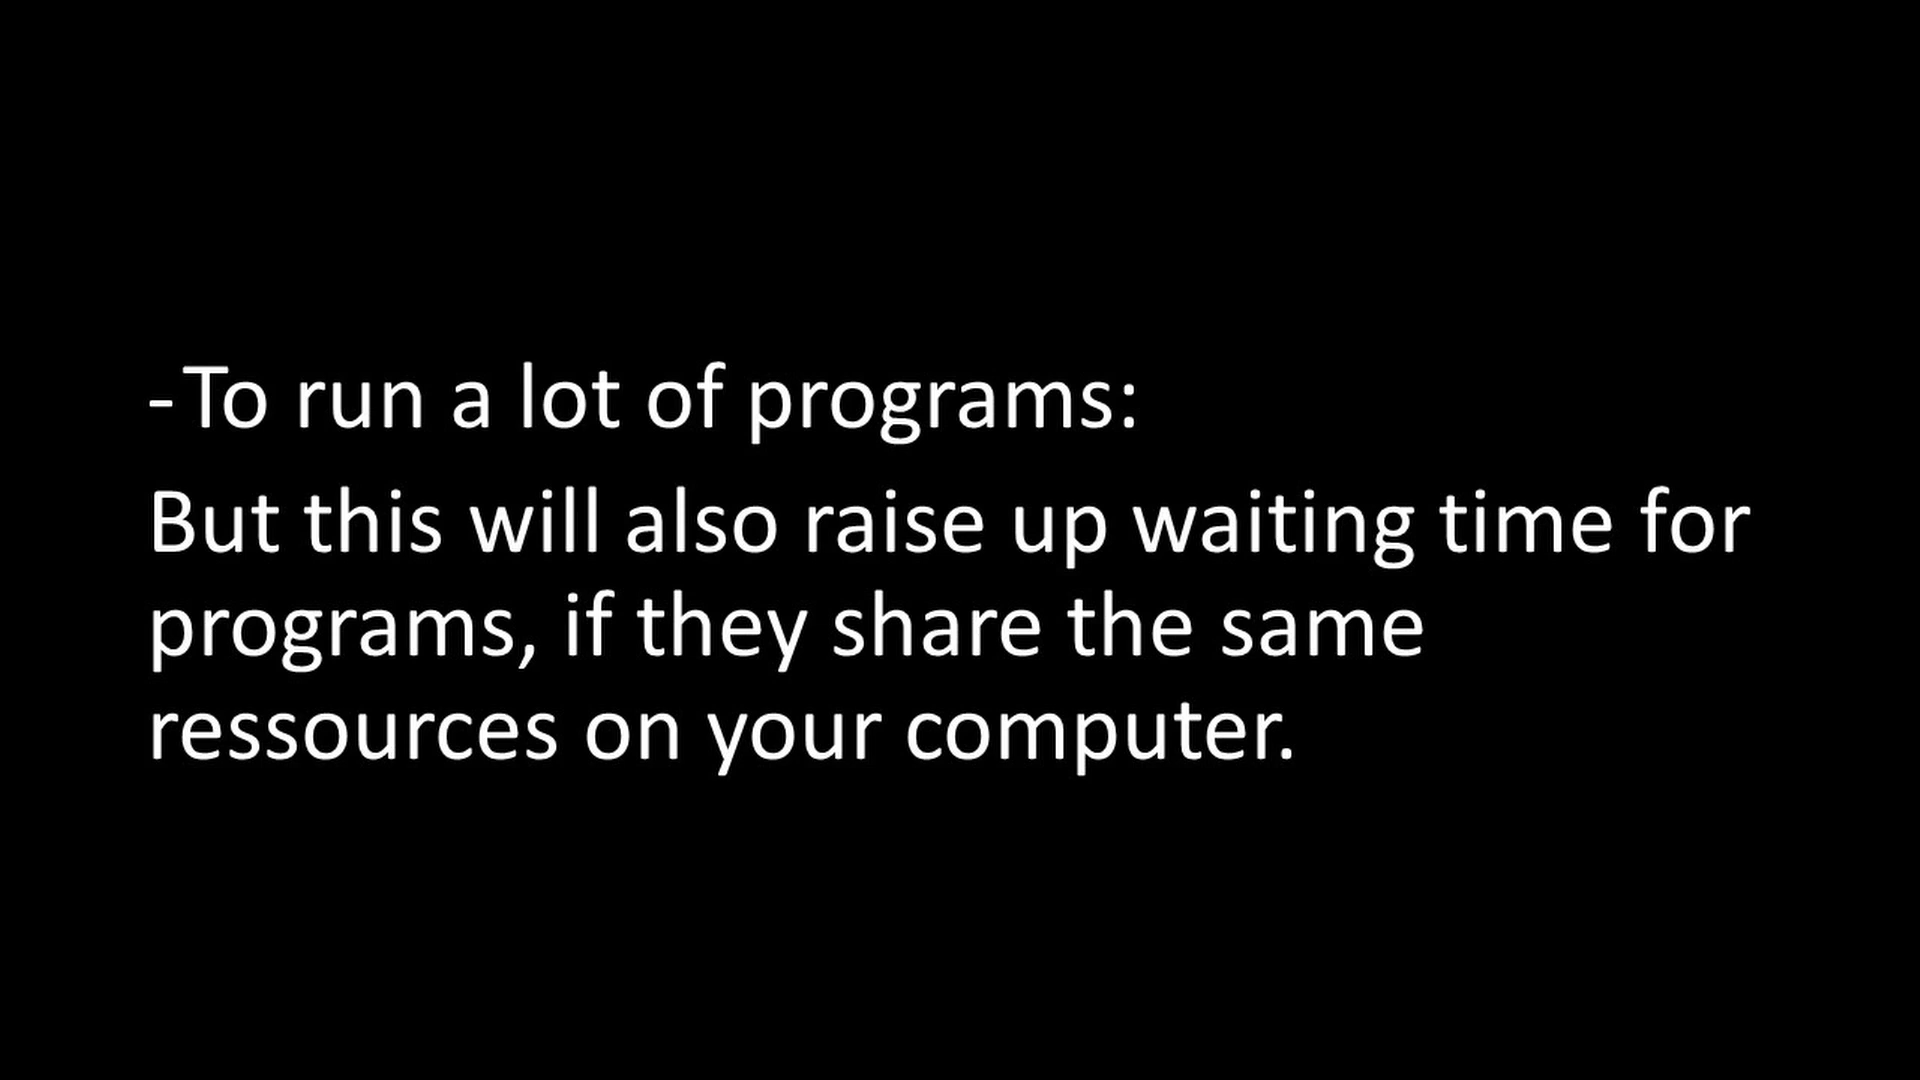 -To run a lot of programs:
But this will also raise up waiting time for
programs, if they share the same
ressources on your computer.